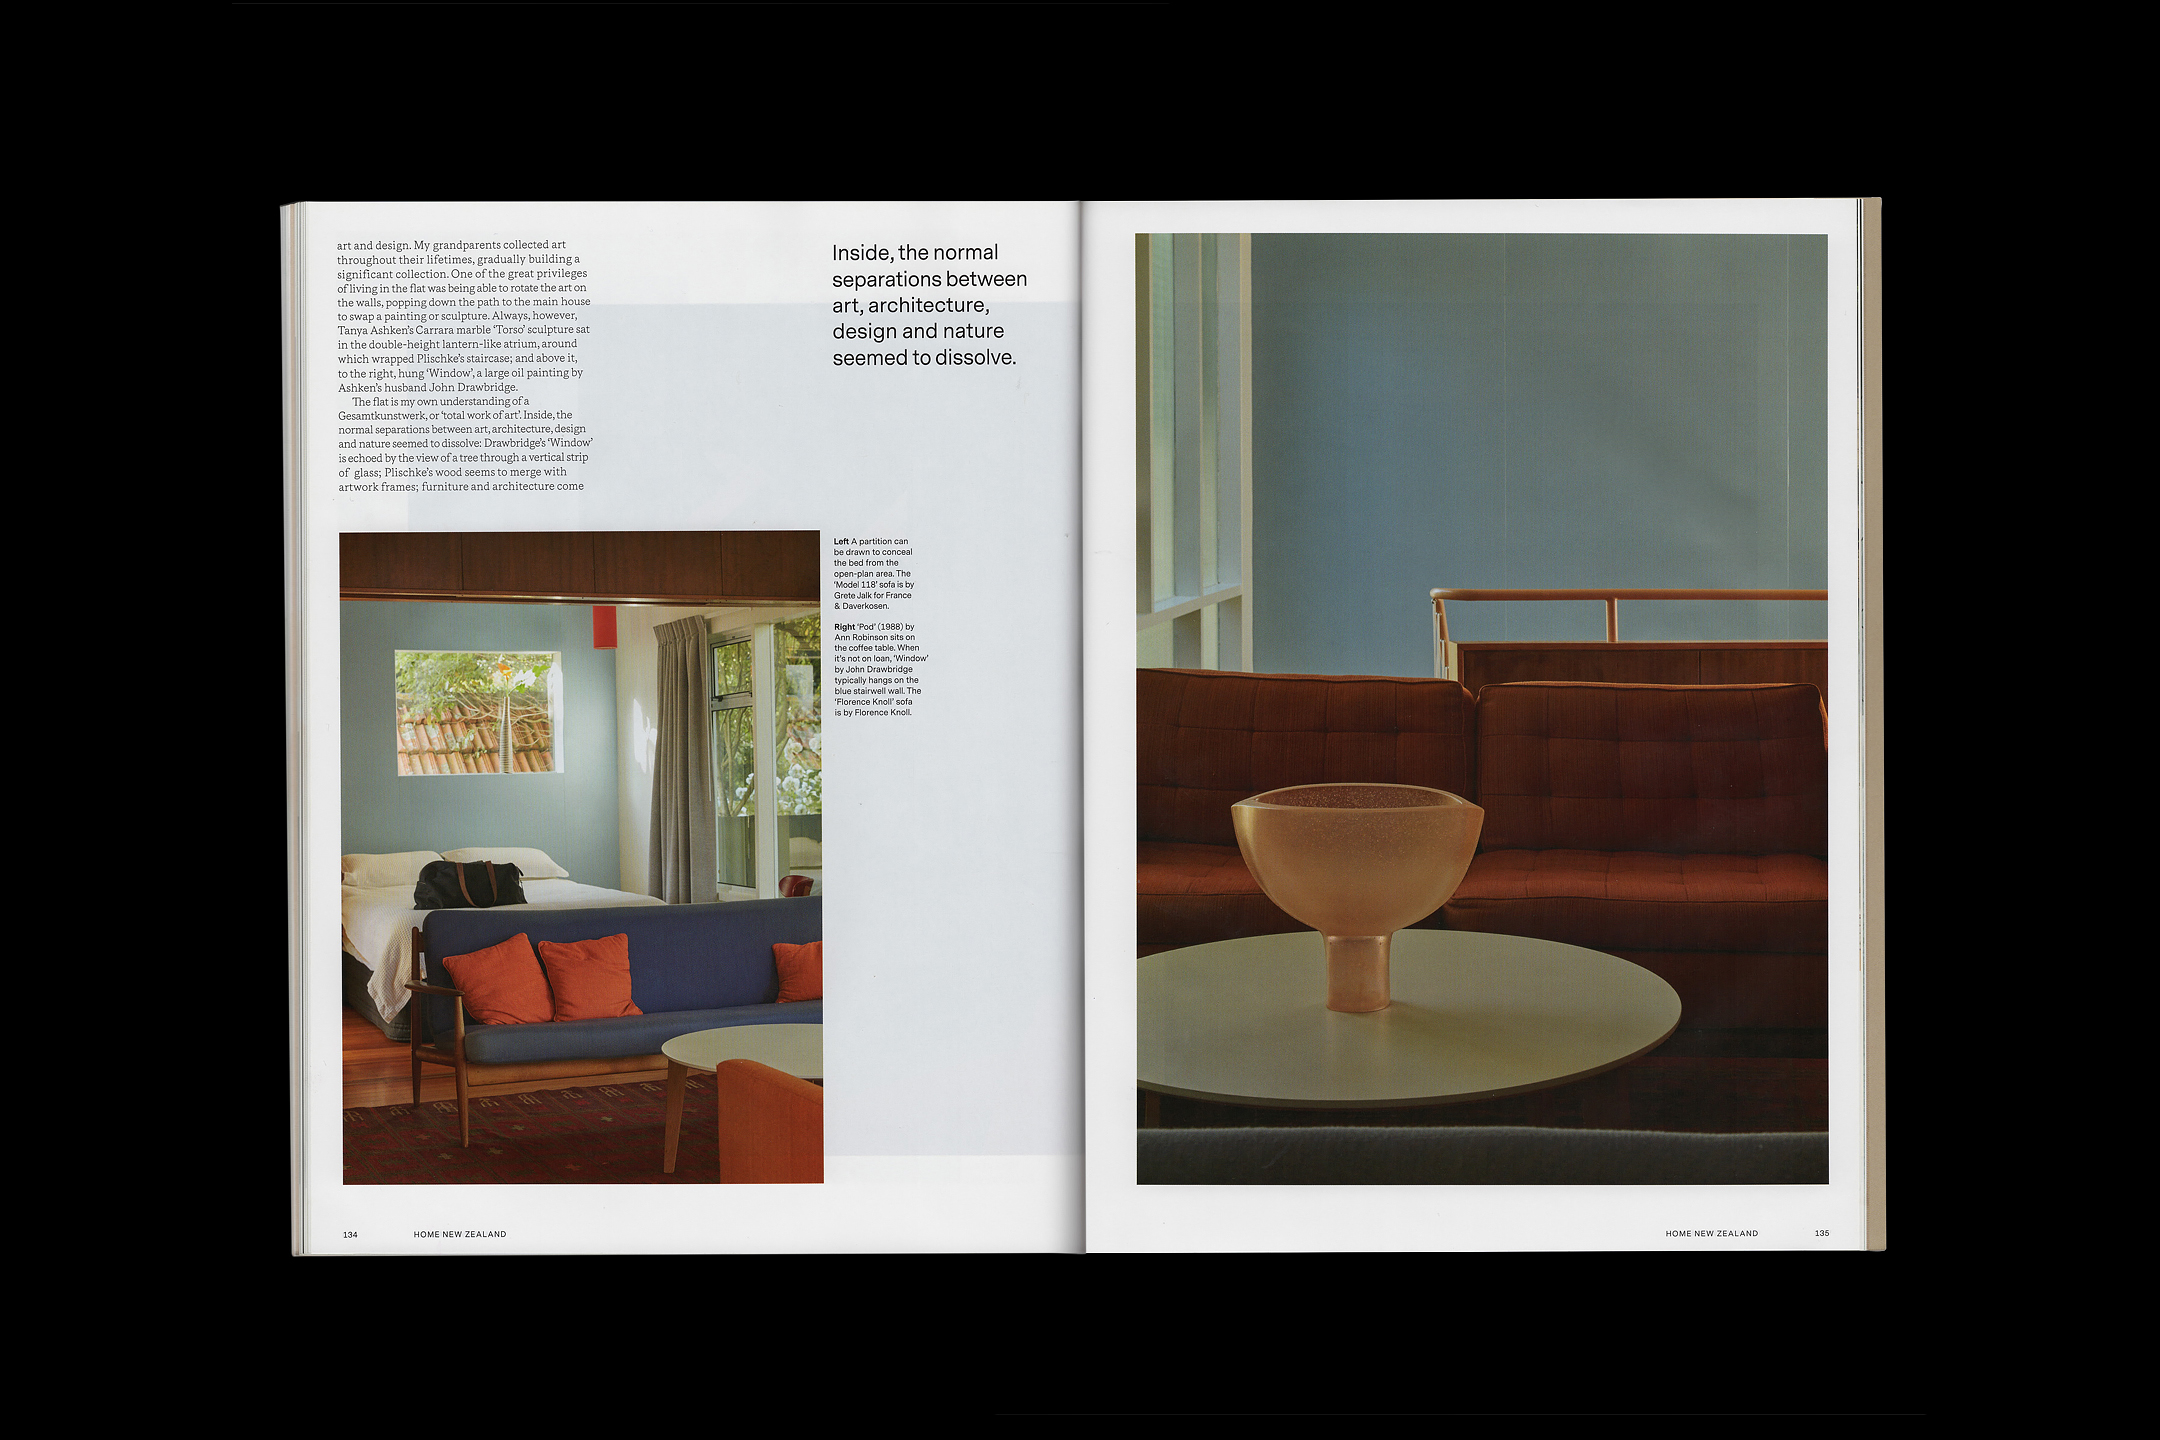 art and design. My grandparents collected art
throughout their lifetimes, gradually building a
significant collection. One of the great privileges
of living in the flat was being able to rotate the art on
the walls, popping down the path to the main house
to swap a painting or sculpture. Always, however,
Tanya Ashken's Carrara marble ‘Torso’ sculpture sat
in the double-height lantern-like atrium, around
which wrapped Plischke's staircase; and above it,
to the right, hung ‘Window’, a large oil painting by
Ashken's husband John Drawbridge.
The flat is my own understanding of a
Gesamtkunstwerk, or ‘total work of art’. Inside, the
normal separations between art, architecture, design
and nature seemed to dissolve: Drawbridge's ‘Window’
is echoed by the view of a tree through a vertical strip
of glass; Plischke's wood seems to merge with
artwork frames; furniture and architecture come
Inside, the normal
separations between
art, architecture,
design and nature
seemed to dissolve.
Left A partition can
be drawn to conceal
the bed from the
open-plan area. The
‘Model 118’ sofa is by
Grete Jalk for France
& Daverkosen.
Right ‘Pod’ (1988) by
Ann Robinson sits on
the coffee table. When
it's not on loan, ‘Window’
by John Drawbridge
typically hangs on the
blue stairwell wall. The
‘Florence Knoll’ sofa
is by Florence Knoll.
134 HOME NEW ZEALAND
HOME NEW ZEALAND 135